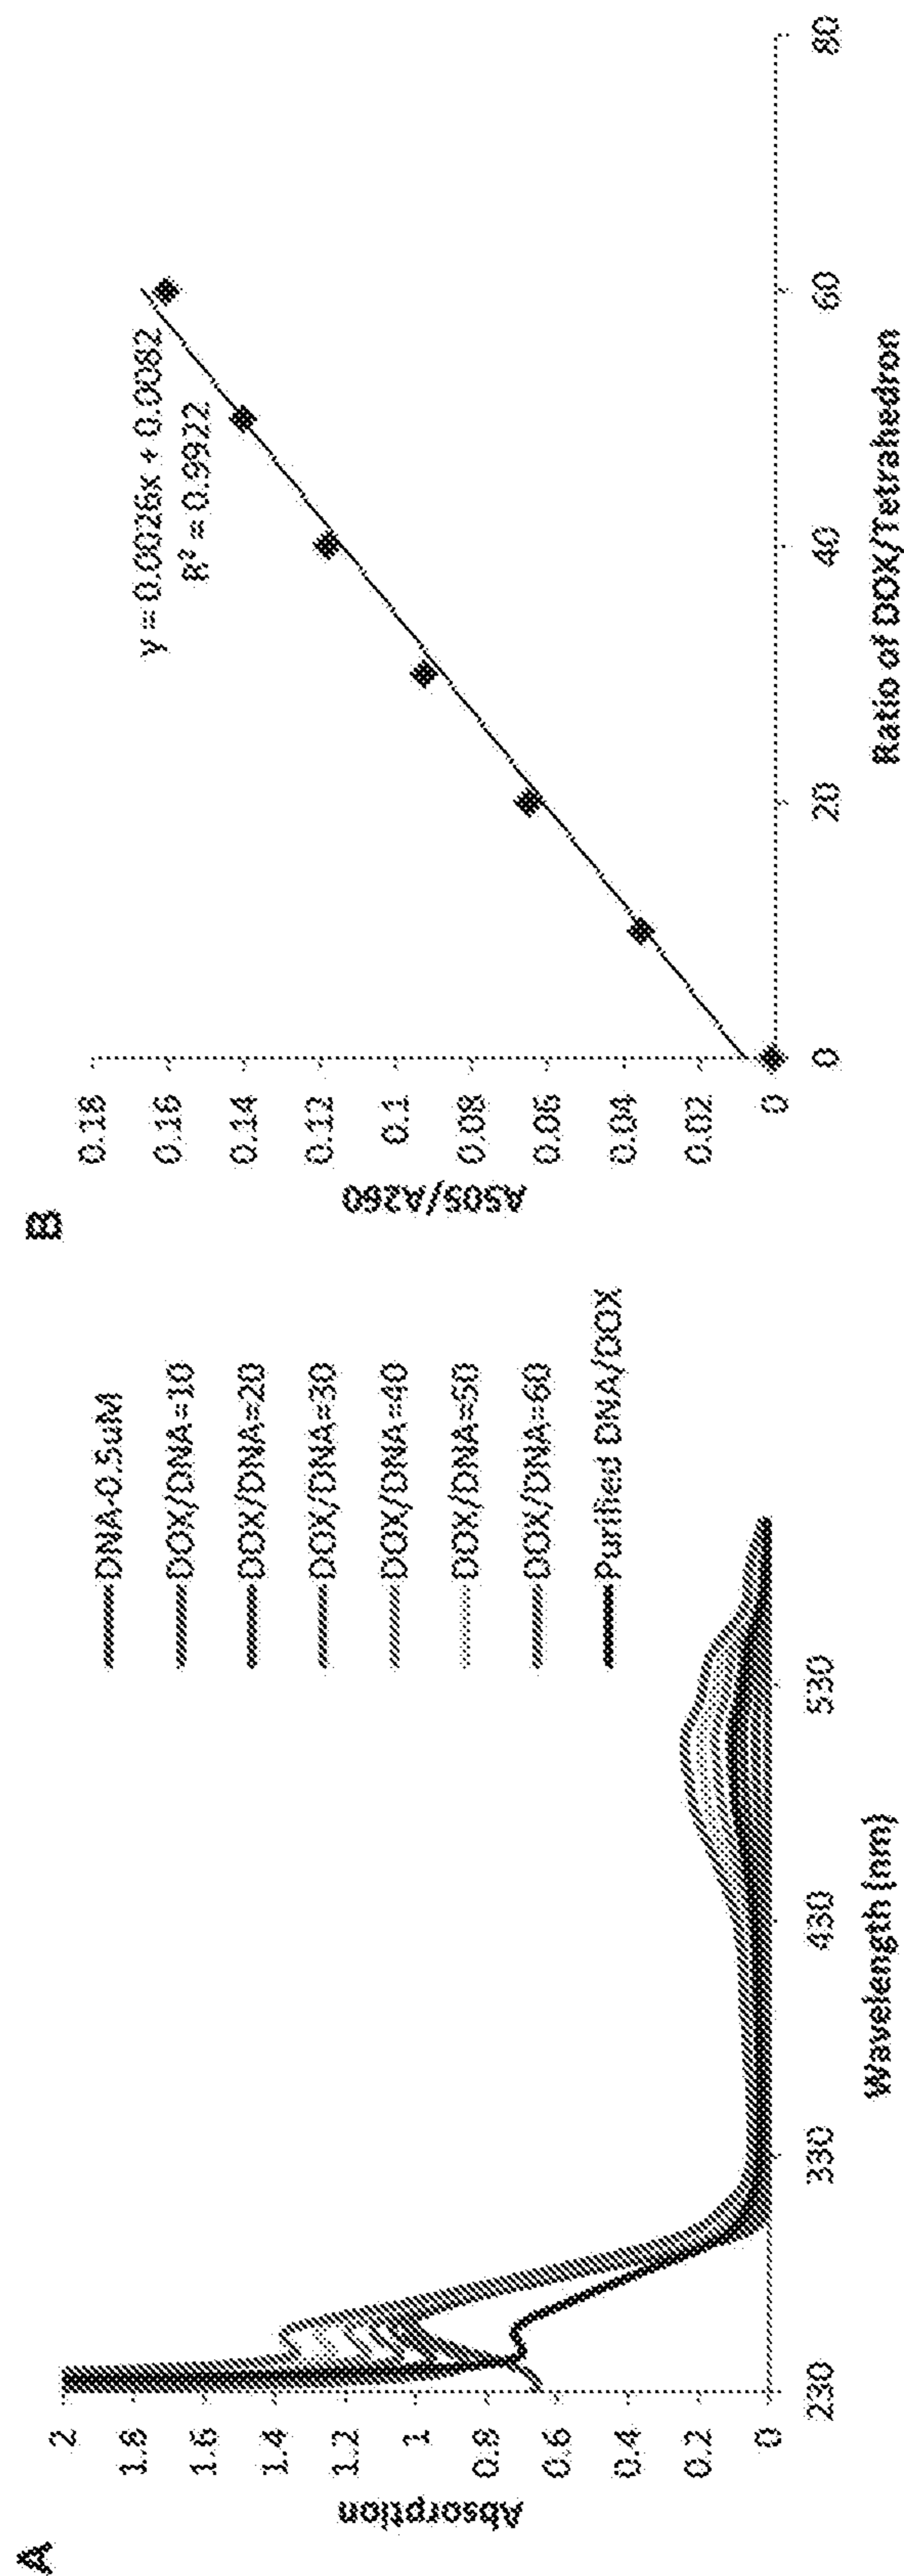 A
Absorption
2
1.8
1.6
1.4
1.2
1
0.8
0.6
0.4
0.2
0
230
330
430
530
Wavelength (nm)
DNA-0.5uM
DOX/DNA=10
DOX/DNA=20
DOX/DNA=30
DOX/DNA=40
DOX/DNA=50
DOX/DNA=60
Purified DNA/DOX
B
A505/A260
0.18
0.16
0.14
0.12
0.1
0.08
0.06
0.04
0.02
0
0
20
40
60
80
Ratio of DOX/Tetrahedron
y = 0.0026x + 0.0082
R² = 0.9922